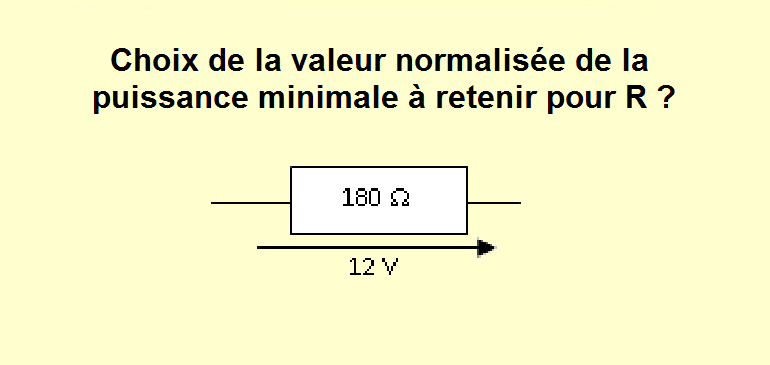 Choix de la valeur normalisée de la
puissance minimale à retenir pour R ?
180 Ω
12 V